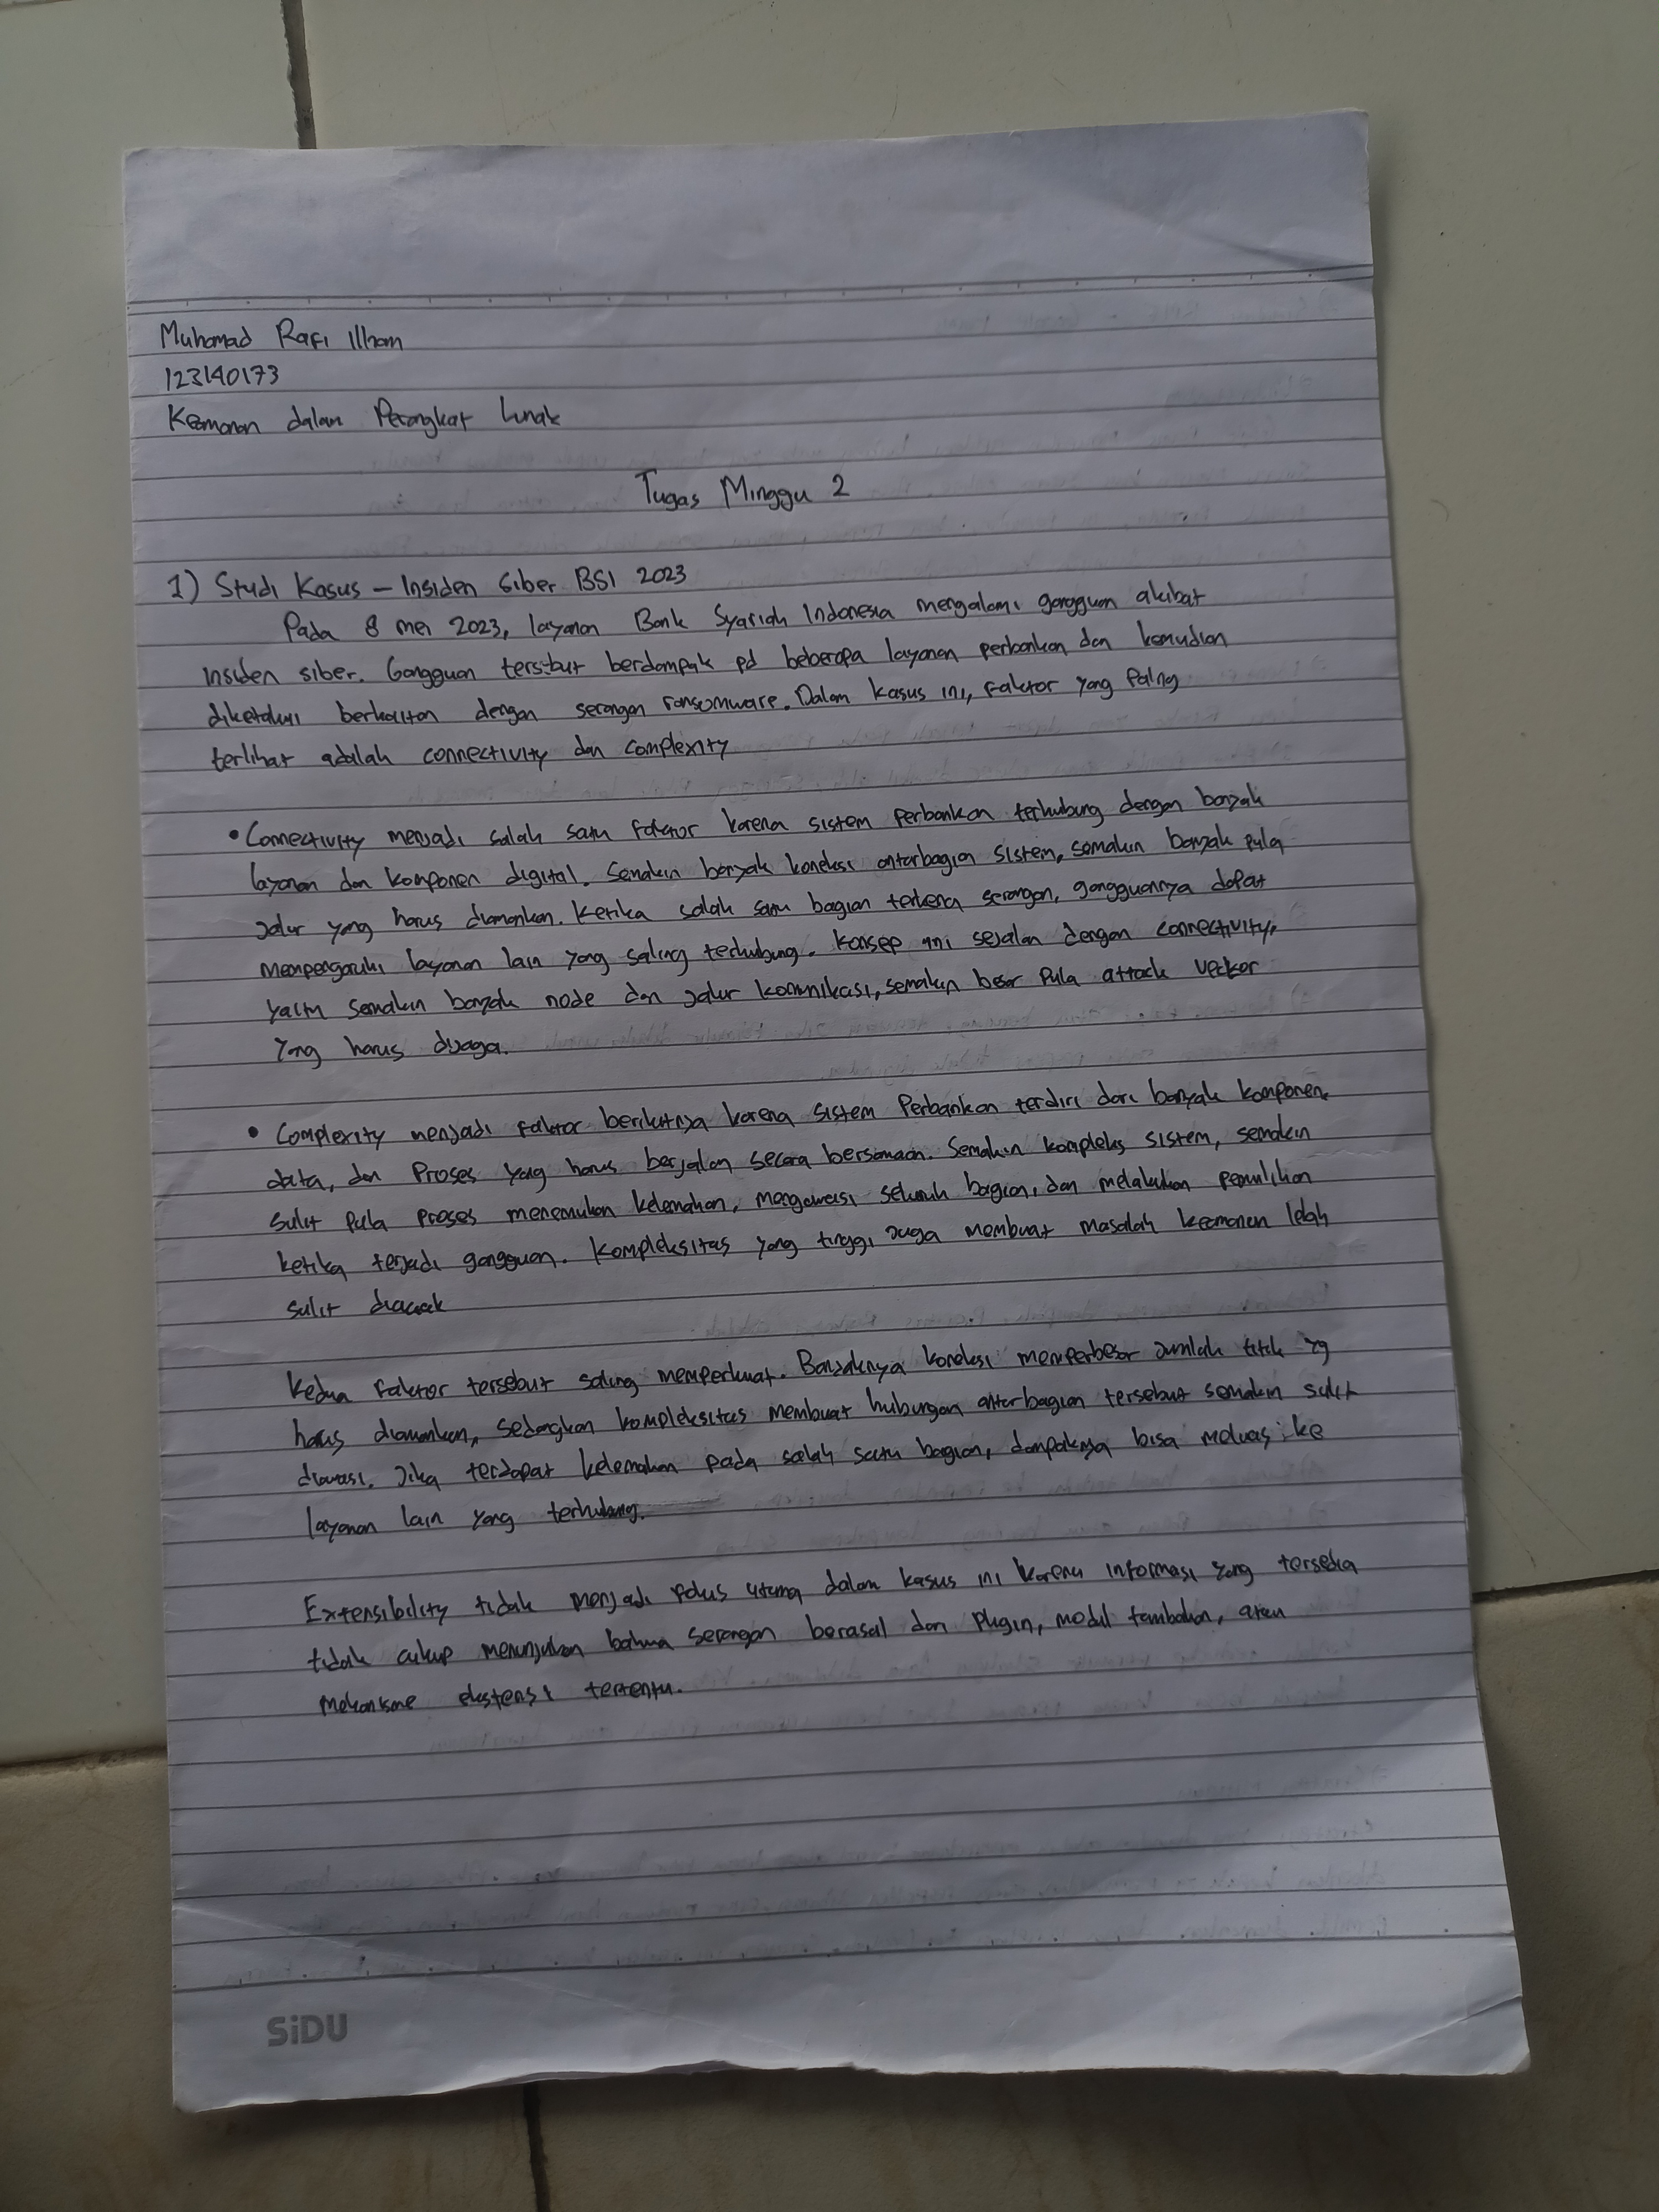 Muhamad Rafi Ilham
123140173
Keamanan dalam Perangkat Lunak
Tugas Minggu 2
1) Studi Kasus – Insiden Siber BSI 2023
Pada 8 mei 2023, layanan Bank Syariah Indonesia mengalami gangguan akibat
insiden siber. Gangguan tersebut berdampak pd beberapa layanan perbankan dan kemudian
diketahui berkaitan dengan serangan ransomware. Dalam kasus ini, faktor yang paling
terlihat adalah connectivity dan complexity
• Connectivity menjadi salah satu faktor karena sistem perbankan terhubung dengan banyak
layanan dan komponen digital. Semakin banyak koneksi antarbagian sistem, semakin banyak pula
jalur yang harus diamankan. Ketika salah satu bagian terkena serangan, gangguannya dapat
mempengaruhi layanan lain yang saling terhubung. Konsep ini sejalan dengan connectivity,
yaitu semakin banyak node dan jalur komunikasi, semakin besar pula attack vektor
yang harus dijaga.
• Complexity menjadi faktor berikutnya karena sistem Perbankan terdiri dari banyak komponen,
data, dan proses yang harus berjalan secara bersamaan. Semakin kompleks sistem, semakin
sulit pula proses menemukan kelemahan, mengawasi seluruh bagian, dan melakukan pemulihan
ketika terjadi gangguan. Kompleksitas yang tinggi juga membuat masalah keamanan lebih
sulit dilacak
Kedua faktor tersebut saling memperkuat. Banyaknya koneksi memperbesar jumlah titik yg
harus diamankan, sedangkan kompleksitas membuat hubungan antarbagian tersebut semakin sulit
diawasi. Jika terdapat kelemahan pada salah satu bagian, dampaknya bisa meluas ke
layanan lain yang terhubung.
Extensibility tidak menjadi fokus utama dalam kasus ini karena informasi yang tersedia
tidak cukup menunjukan bahwa serangan berasal dari plugin, modul tambahan, atau
mekanisme ekstensi tertentu.
SiDU